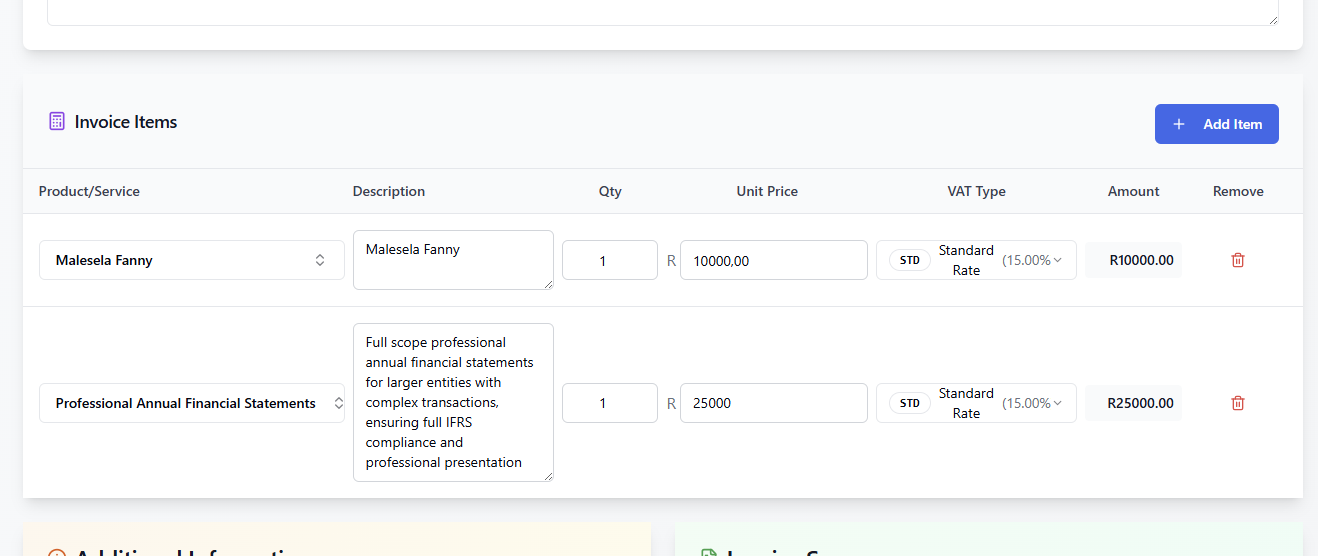 Invoice Items
+ Add Item
Product/Service Description Qty Unit Price VAT Type Amount Remove
Malesela Fanny
Malesela Fanny
1
R 10000,00
STD Standard Rate (15.00%
R10000.00
Professional Annual Financial Statements
Full scope professional
annual financial statements
for larger entities with
complex transactions,
ensuring full IFRS
compliance and
professional presentation
1
R 25000
STD Standard Rate (15.00%
R25000.00